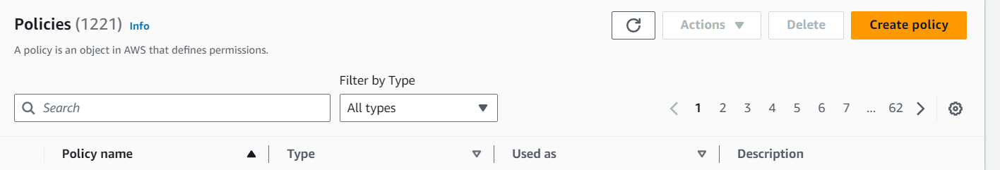 Policies (1221) Info
Actions
Delete
Create policy
A policy is an object in AWS that defines permissions.
Filter by Type
Search
All types
1 2 3 4 5 6 7 ... 62
Policy name Type Used as Description